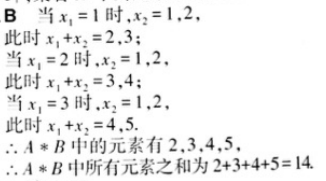 B 当 x₁=1 时,x₂=1,2,
此时 x₁+x₂=2,3;
当 x₁=2 时,x₂=1,2,
此时 x₁+x₂=3,4;
当 x₁=3 时,x₂=1,2,
此时 x₁+x₂=4,5.
∴ A * B 中的元素有 2,3,4,5,
∴ A * B 中所有元素之和为 2+3+4+5=14.